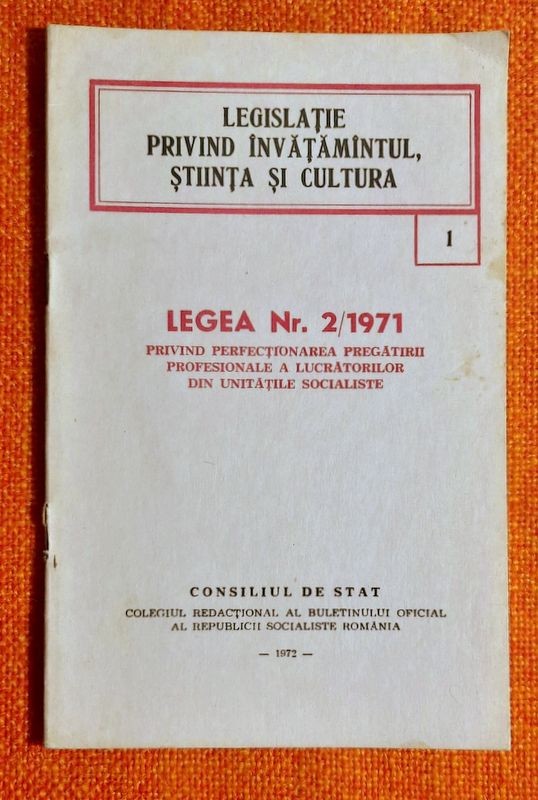 LEGISLAȚIE
PRIVIND ÎNVĂȚĂMÎNTUL,
ȘTIINȚA ȘI CULTURA
1
LEGEA Nr. 2/1971
PRIVIND PERFECȚIONAREA PREGĂTIRII
PROFESIONALE A LUCRĂTORILOR
DIN UNITĂȚILE SOCIALISTE
CONSILIUL DE STAT
COLEGIUL REDACȚIONAL AL BULETINULUI OFICIAL
AL REPUBLICII SOCIALISTE ROMÂNIA
— 1972 —